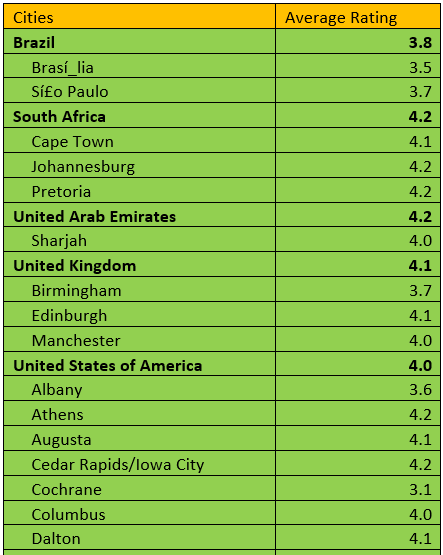 Cities Average Rating
Brazil 3.8
Brasí_lia 3.5
Sí£o Paulo 3.7
South Africa 4.2
Cape Town 4.1
Johannesburg 4.2
Pretoria 4.2
United Arab Emirates 4.2
Sharjah 4.0
United Kingdom 4.1
Birmingham 3.7
Edinburgh 4.1
Manchester 4.0
United States of America 4.0
Albany 3.6
Athens 4.2
Augusta 4.1
Cedar Rapids/Iowa City 4.2
Cochrane 3.1
Columbus 4.0
Dalton 4.1